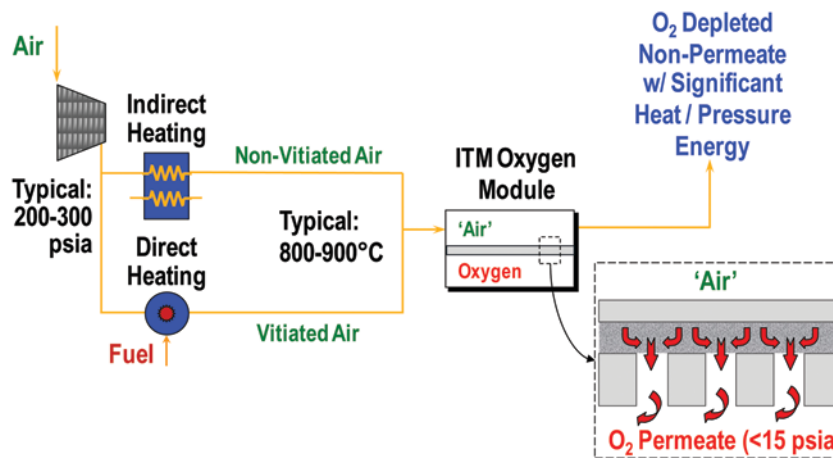 Air
Indirect
Heating
Non-Vitiated Air
Typical:
200-300
psia
Direct
Heating
Fuel
Vitiated Air
Typical:
800-900°C
ITM Oxygen
Module
'Air'
Oxygen
O₂ Depleted
Non-Permeate
w/ Significant
Heat / Pressure
Energy
'Air'
O₂ Permeate (<15 psia